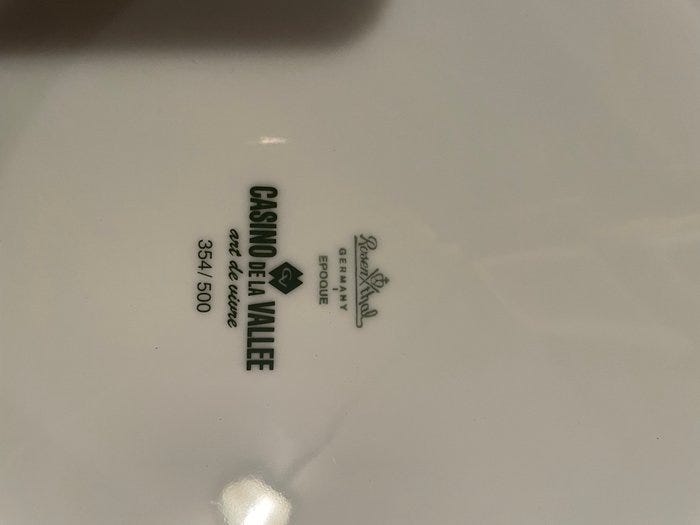 Rosenthal
GERMANY
EPOQUE
CASINO DE LA VALLEE
art de vivre
354/500